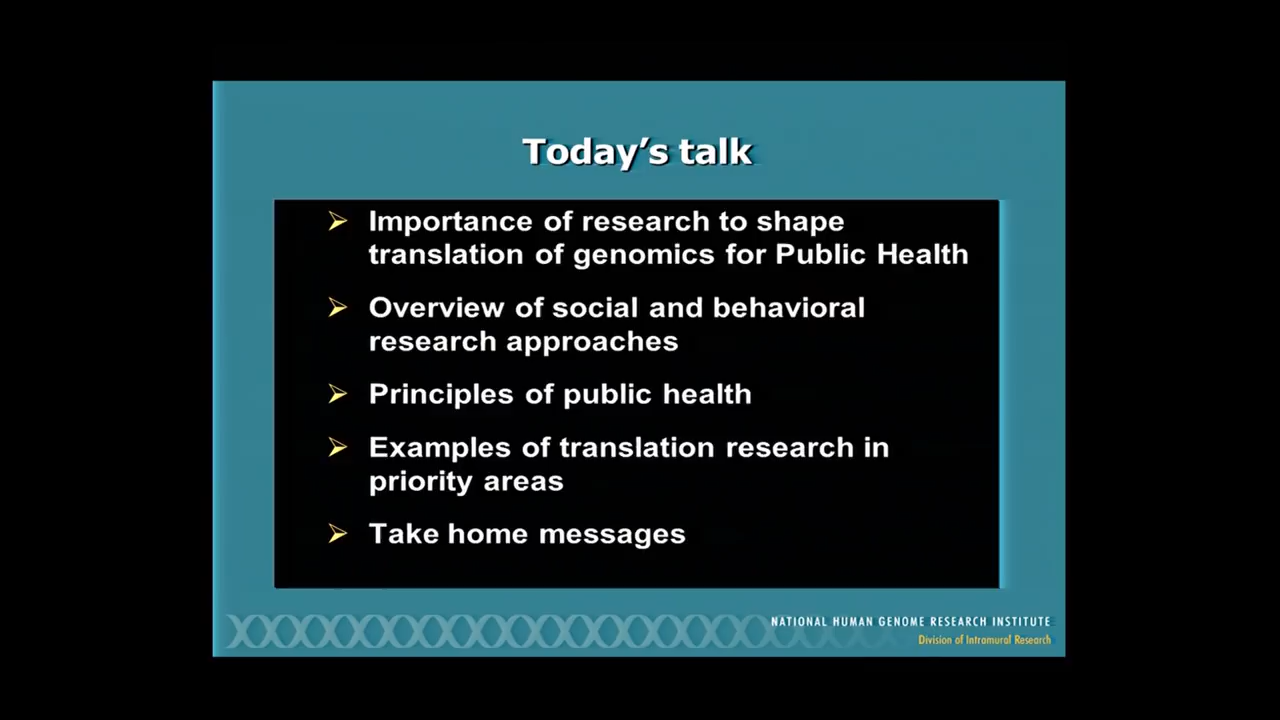 Today's talk
Importance of research to shape
translation of genomics for Public Health
Overview of social and behavioral
research approaches
Principles of public health
Examples of translation research in
priority areas
Take home messages
NATIONAL HUMAN GENOME RESEARCH INSTITUTE
Division of Intramural Research